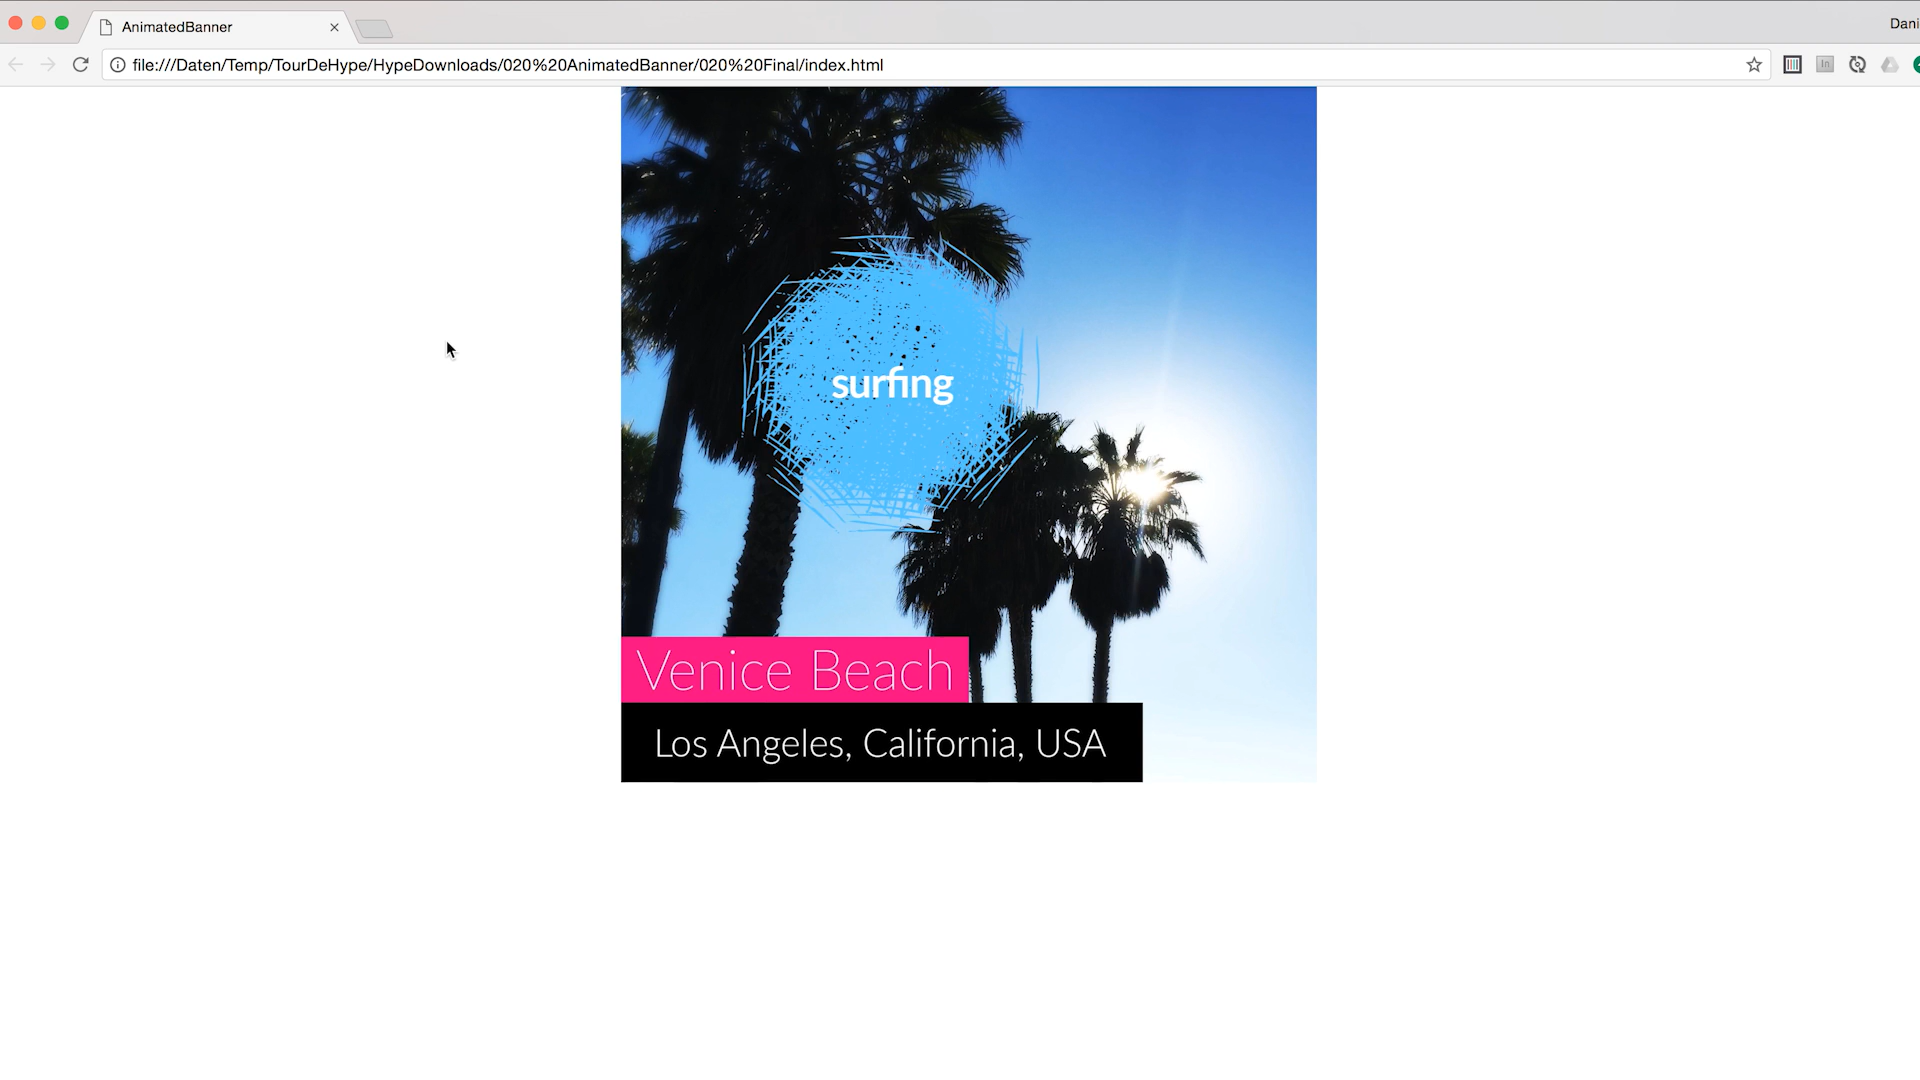 AnimatedBanner
Dani
file:///Daten/Temp/TourDeHype/HypeDownloads/020%20AnimatedBanner/020%20Final/index.html
surfing
Venice Beach
Los Angeles, California, USA